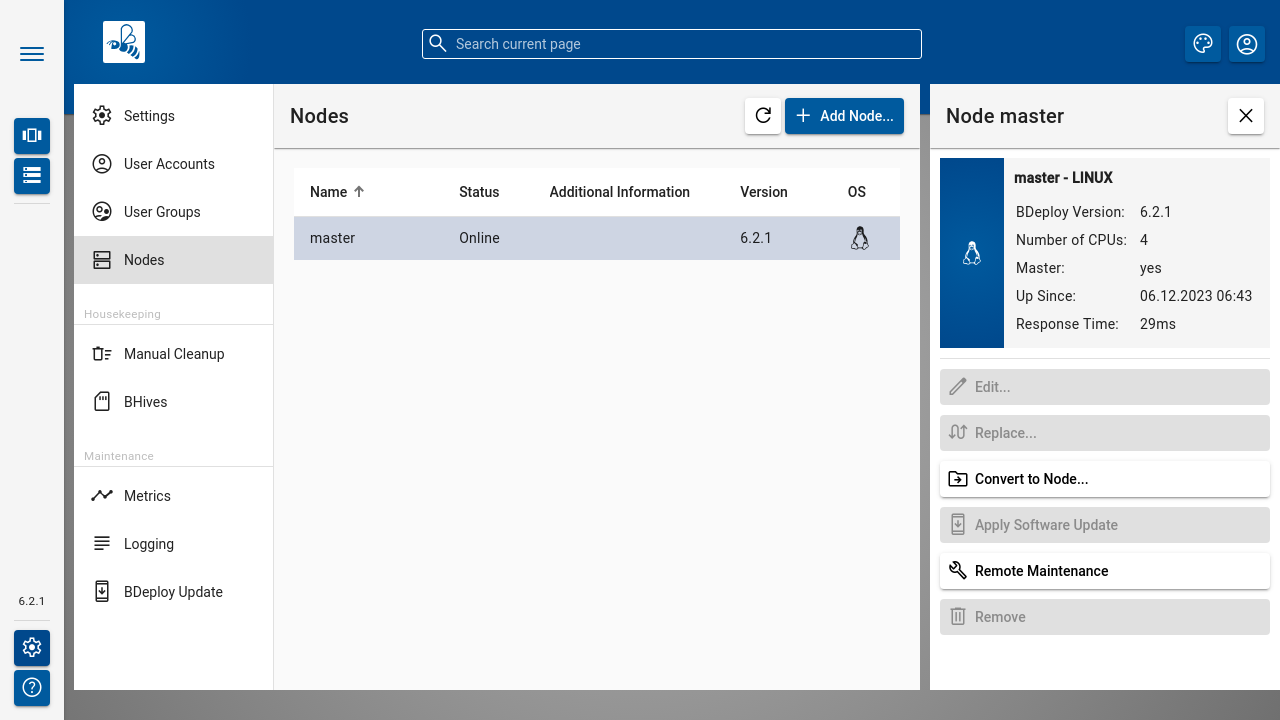 Search current page
Settings
User Accounts
User Groups
Nodes
Housekeeping
Manual Cleanup
BHives
Maintenance
Metrics
Logging
BDeploy Update
6.2.1
Nodes
Add Node...
Name Status Additional Information Version OS
master Online 6.2.1
Node master
master - LINUX
BDeploy Version: 6.2.1
Number of CPUs: 4
Master: yes
Up Since: 06.12.2023 06:43
Response Time: 29ms
Edit...
Replace...
Convert to Node...
Apply Software Update
Remote Maintenance
Remove